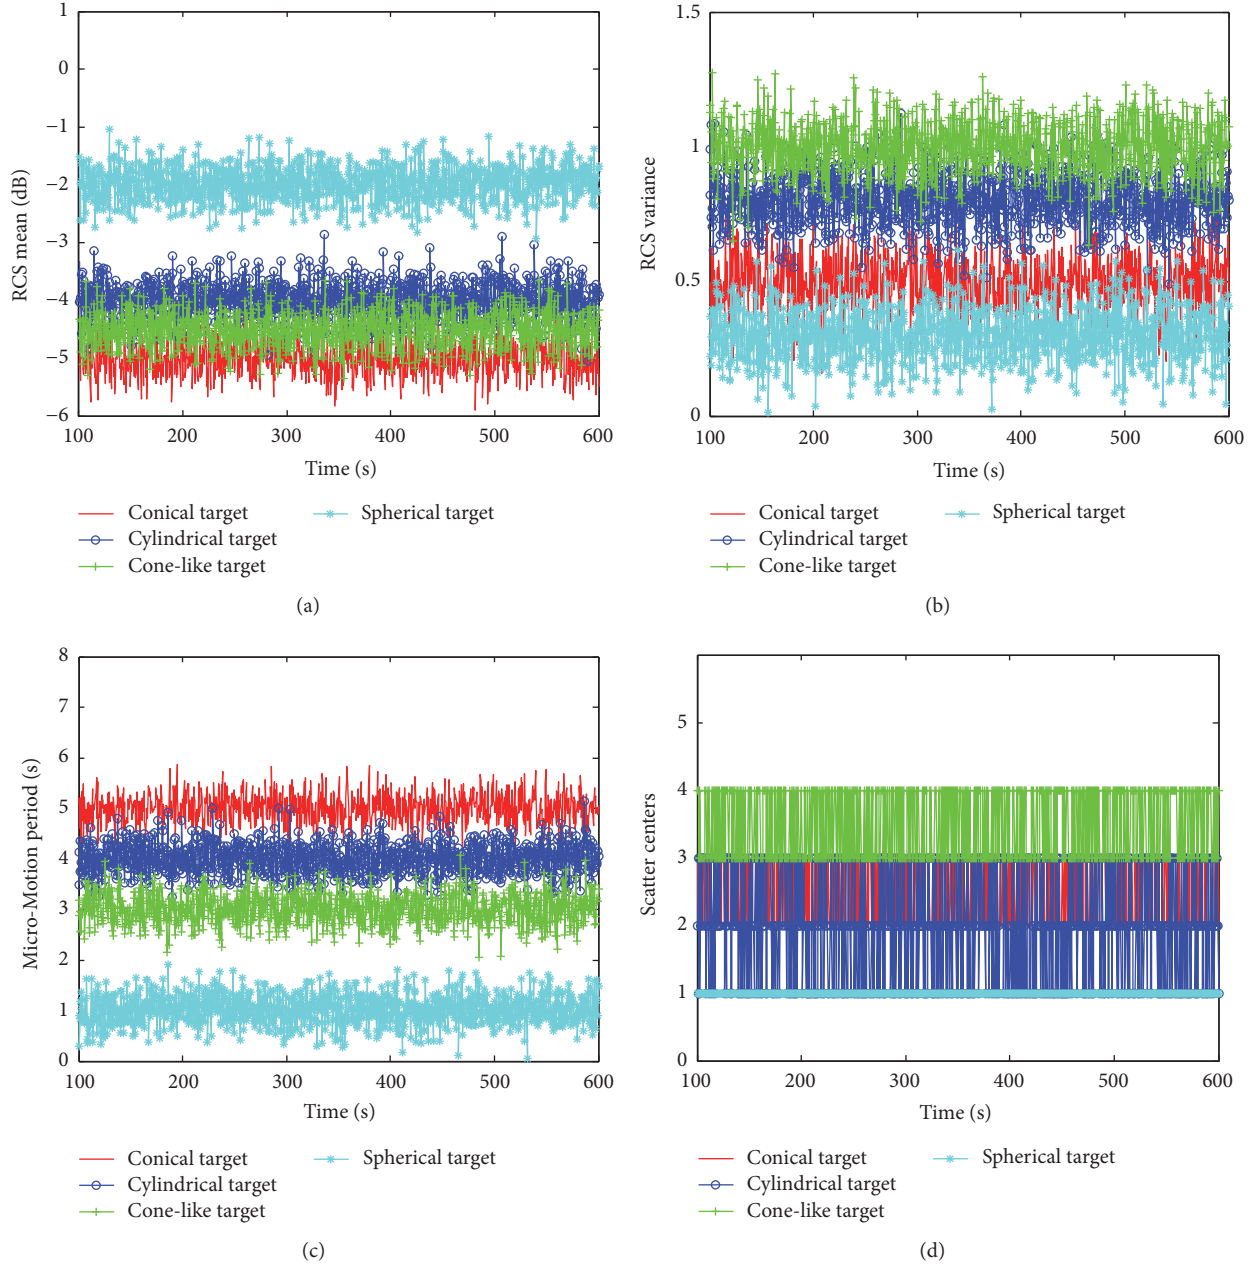 1
0
−1
−2
−3
−4
−5
−6
RCS mean (dB)
100 200 300 400 500 600
Time (s)
Conical target
Cylindrical target
Cone-like target
Spherical target
(a)
1.5
1
0.5
0
RCS variance
100 200 300 400 500 600
Time (s)
Conical target
Cylindrical target
Cone-like target
Spherical target
(b)
8
7
6
5
4
3
2
1
0
Micro-Motion period (s)
100 200 300 400 500 600
Time (s)
Conical target
Cylindrical target
Cone-like target
Spherical target
(c)
5
4
3
2
1
0
Scatter centers
100 200 300 400 500 600
Time (s)
Conical target
Cylindrical target
Cone-like target
Spherical target
(d)